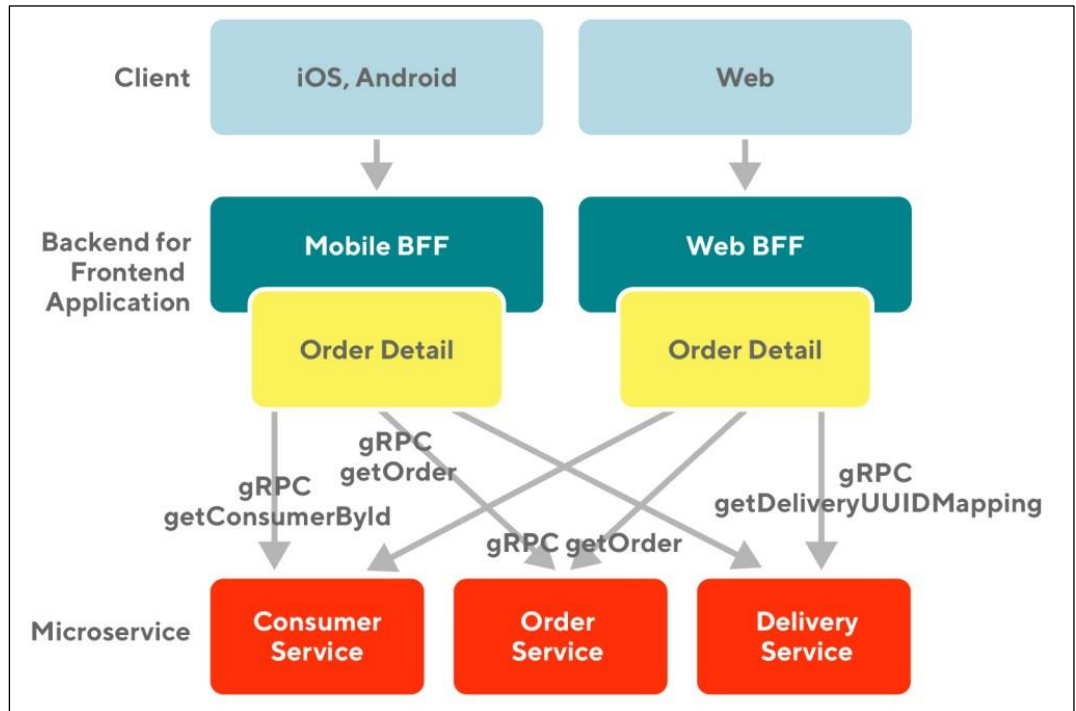 Client
iOS, Android
Web
Backend for
Frontend
Application
Mobile BFF
Web BFF
Order Detail
Order Detail
gRPC
getConsumerById
gRPC
getOrder
gRPC getOrder
gRPC
getDeliveryUUIDMapping
Microservice
Consumer
Service
Order
Service
Delivery
Service